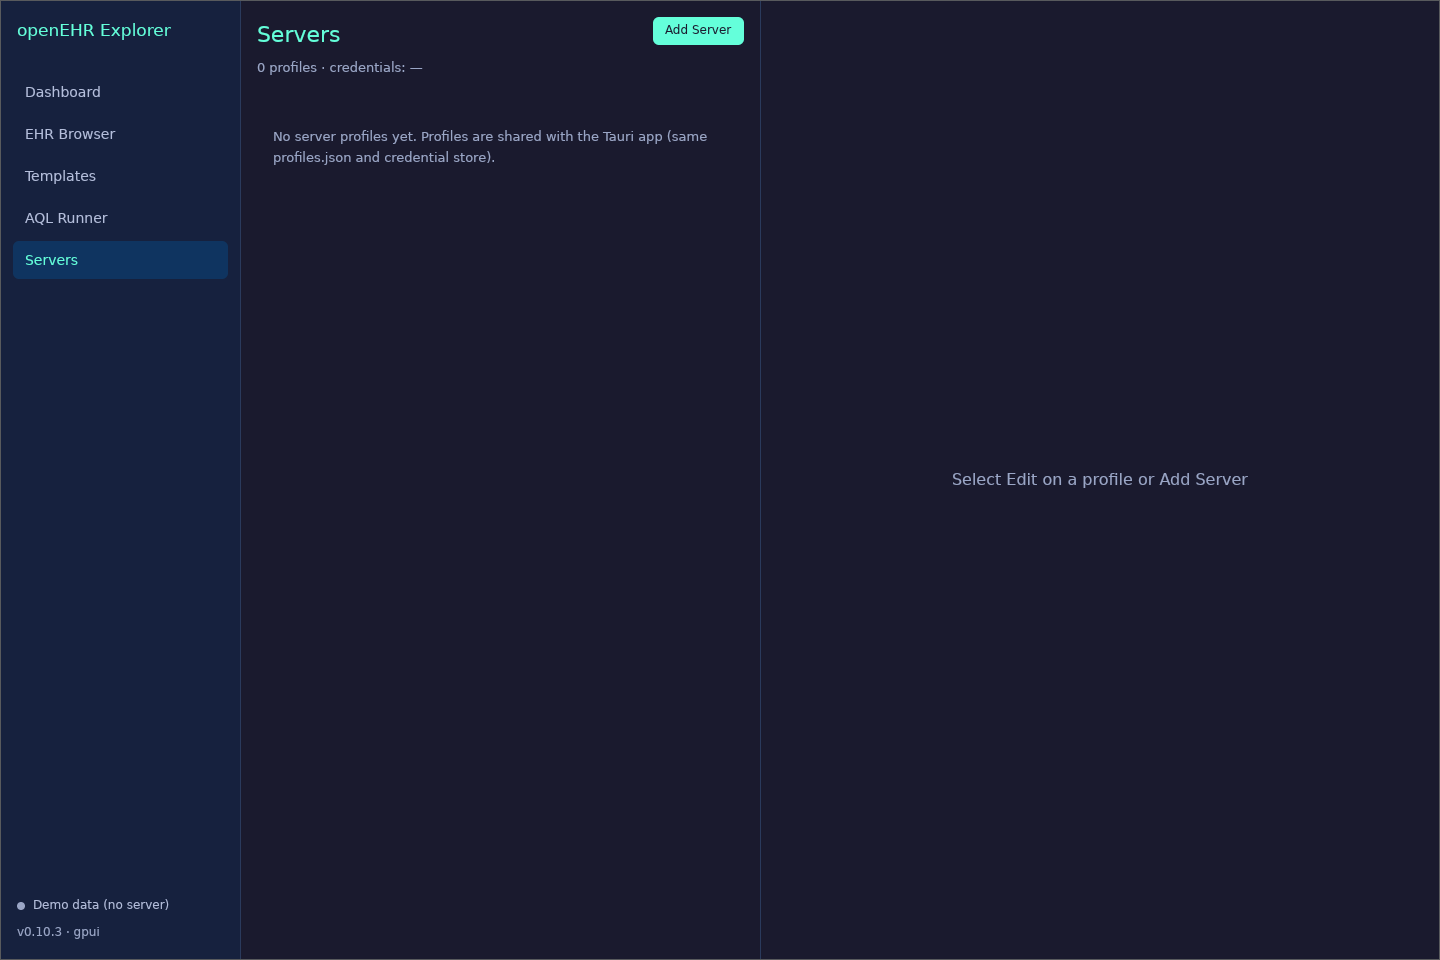 openEHR Explorer
Dashboard
EHR Browser
Templates
AQL Runner
Servers
Demo data (no server)
v0.10.3 · gpui
Servers
Add Server
0 profiles · credentials: —
No server profiles yet. Profiles are shared with the Tauri app (same
profiles.json and credential store).
Select Edit on a profile or Add Server